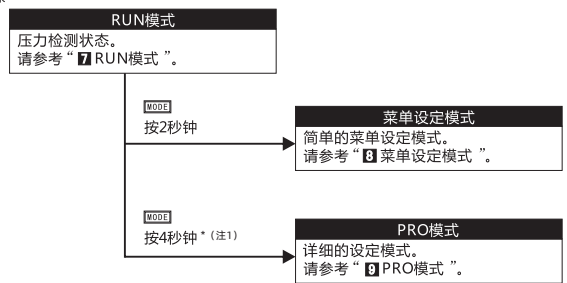 RUN模式
压力检测状态。
请参考“ 7 RUN模式 ”。
MODE
按2秒钟
菜单设定模式
简单的菜单设定模式。
请参考“ 8 菜单设定模式 ”。
MODE
按4秒钟 *（注1）
PRO模式
详细的设定模式。
请参考“ 9 PRO模式 ”。